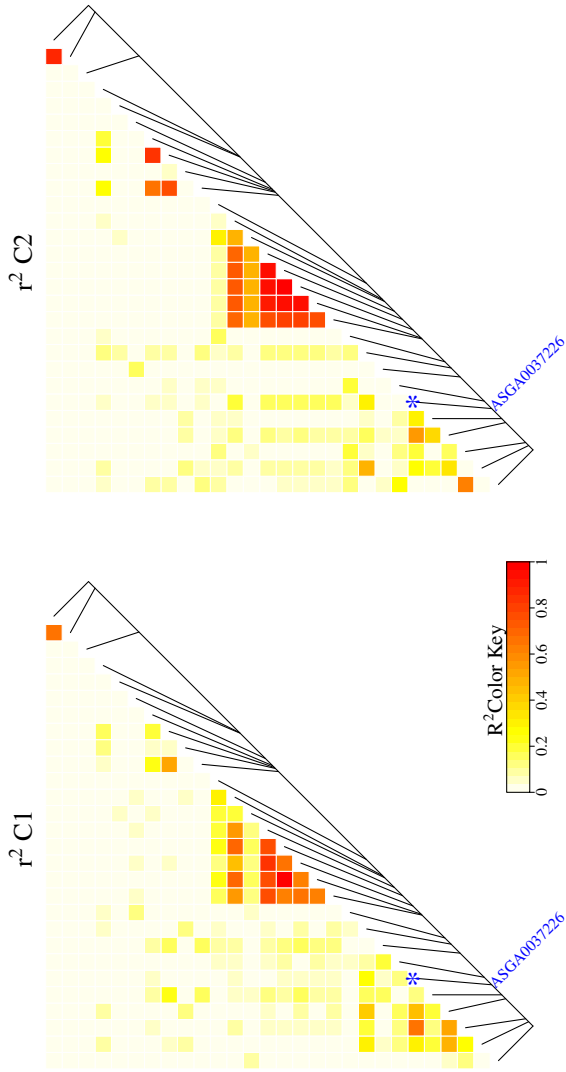 r² C2
ASGA0037226
*
r² C1
ASGA0037226
*
R²Color Key
0 0.2 0.4 0.6 0.8 1